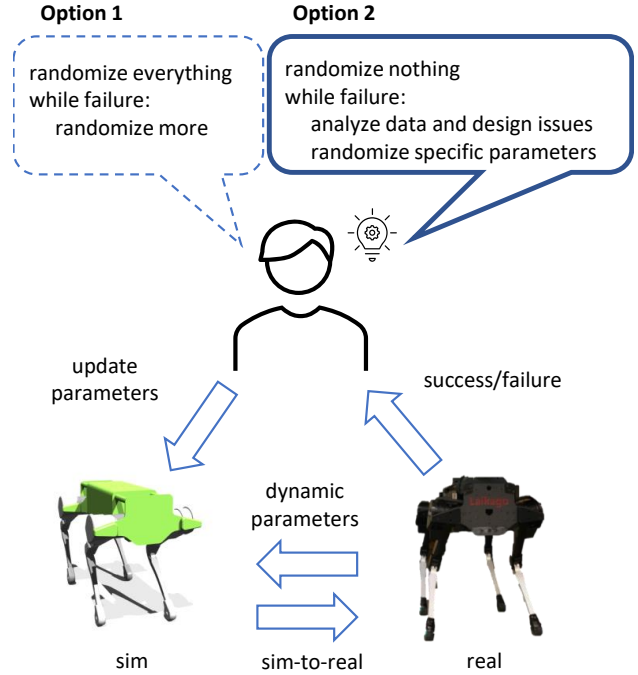 Option 1
Option 2
randomize everything
while failure:
randomize more
randomize nothing
while failure:
analyze data and design issues
randomize specific parameters
update
parameters
success/failure
dynamic
parameters
sim
sim-to-real
real